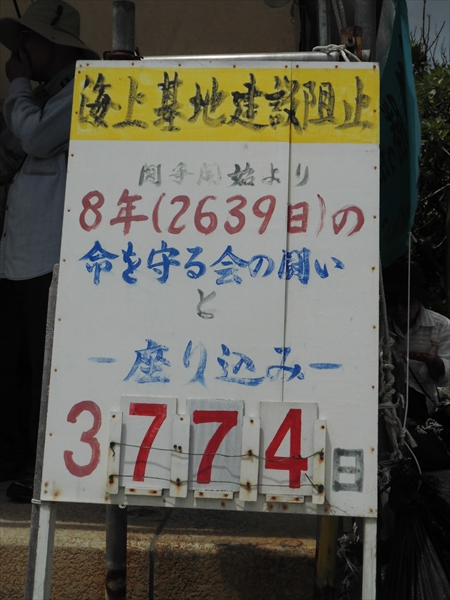 海上基地建設阻止
闘争開始より
8年(2639日)の
命を守る会の闘い
と
ー座り込みー
3774日